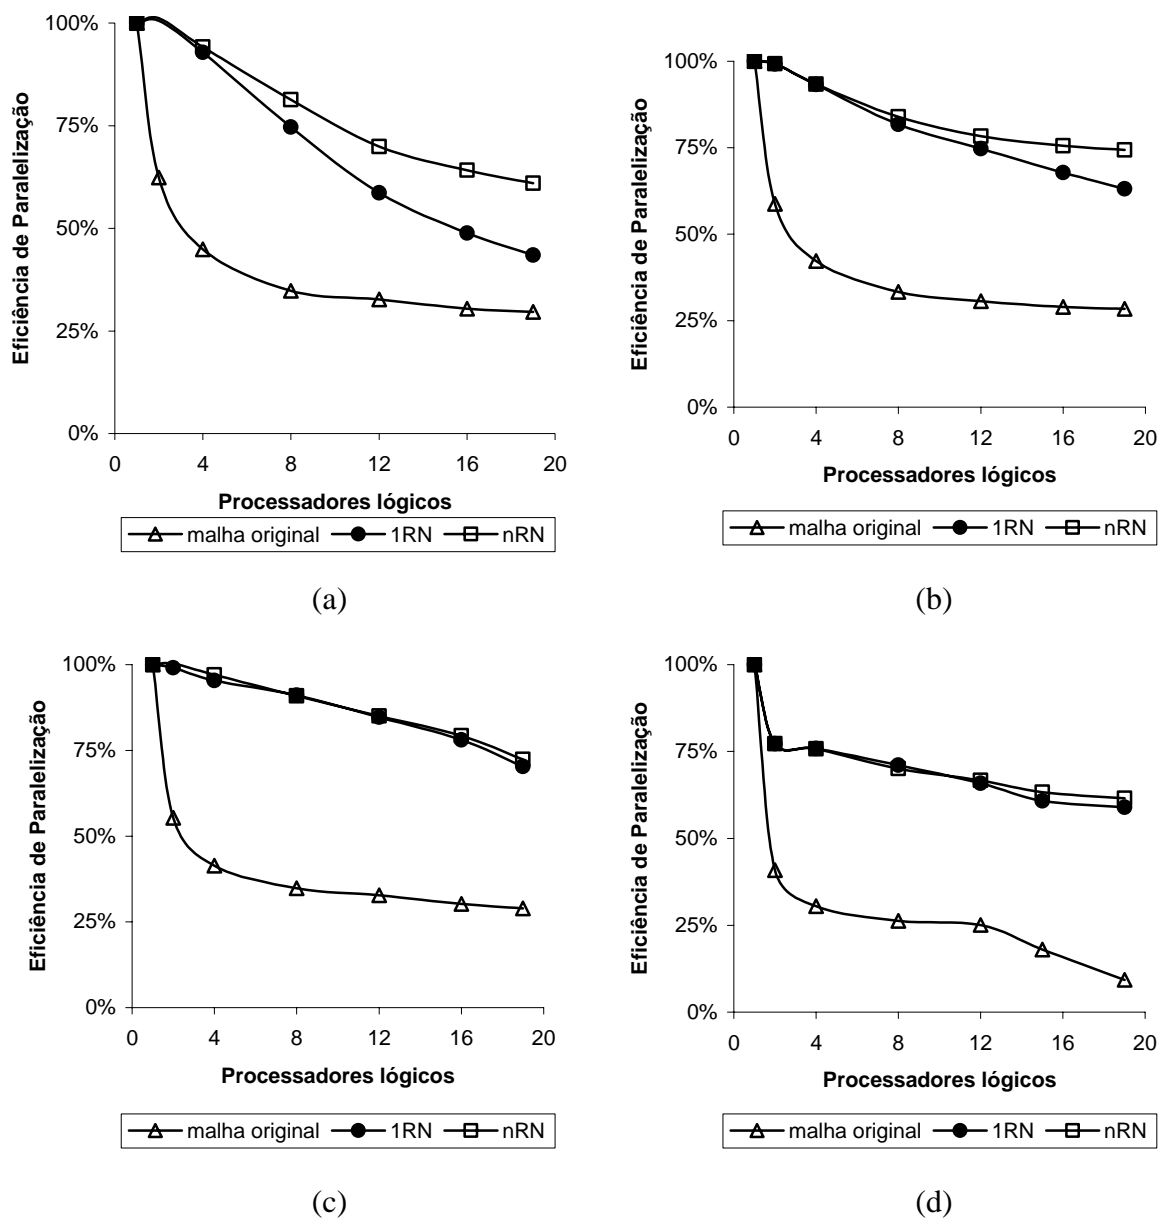 100%
75%
50%
25%
0%
Eficiência de Paralelização
0 4 8 12 16 20
Processadores lógicos
malha original 1RN nRN
(a)
100%
75%
50%
25%
0%
Eficiência de Paralelização
0 4 8 12 16 20
Processadores lógicos
malha original 1RN nRN
(b)
100%
75%
50%
25%
0%
Eficiência de Paralelização
0 4 8 12 16 20
Processadores lógicos
malha original 1RN nRN
(c)
100%
75%
50%
25%
0%
Eficiência de Paralelização
0 4 8 12 16 20
Processadores lógicos
malha original 1RN nRN
(d)